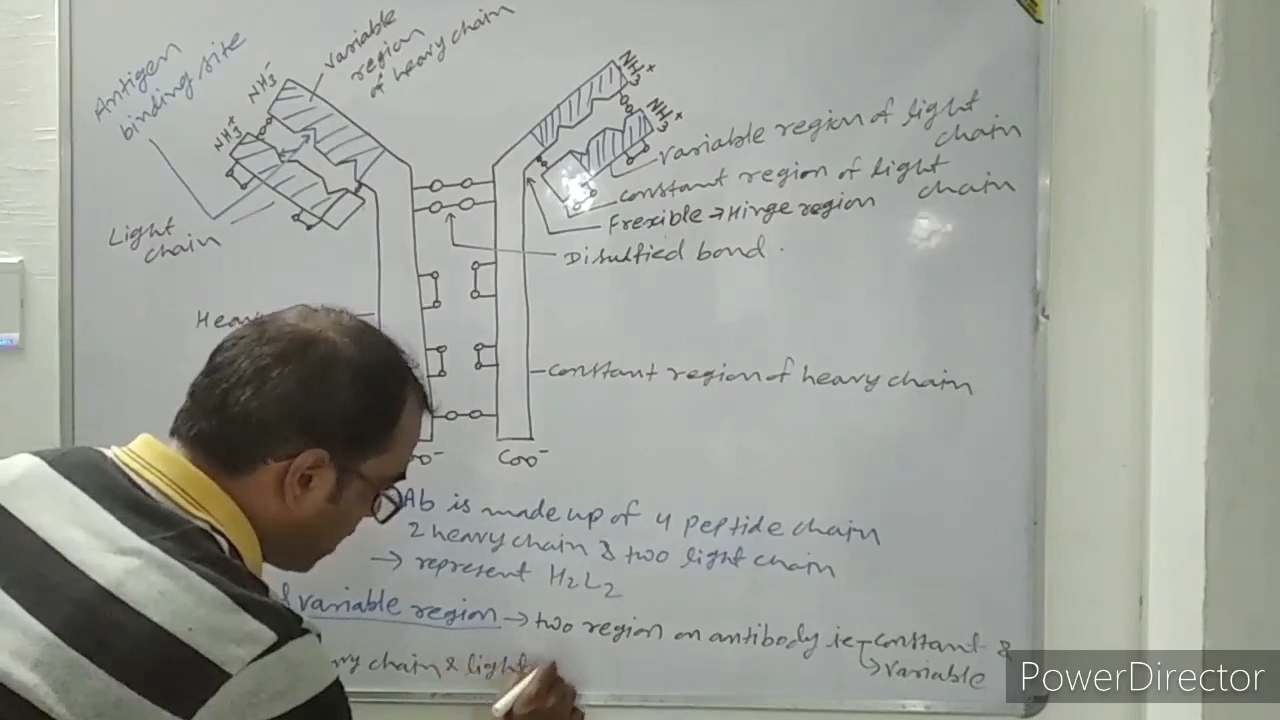 Antigen
binding site
variable
region
of heavy chain
NH3-
NH3+
NH3+
NH3+
variable region of light
chain
constant region of light
chain
Frexible → Hinge region
Disulfied bond.
Light
chain
constant region of heavy chain
COO-
Ab is made up of 4 peptide chain
2 heavy chain & two light chain
→ represent H2L2
& variable region → two region on antibody ie constant &
→ variable
chain & light
PowerDirector